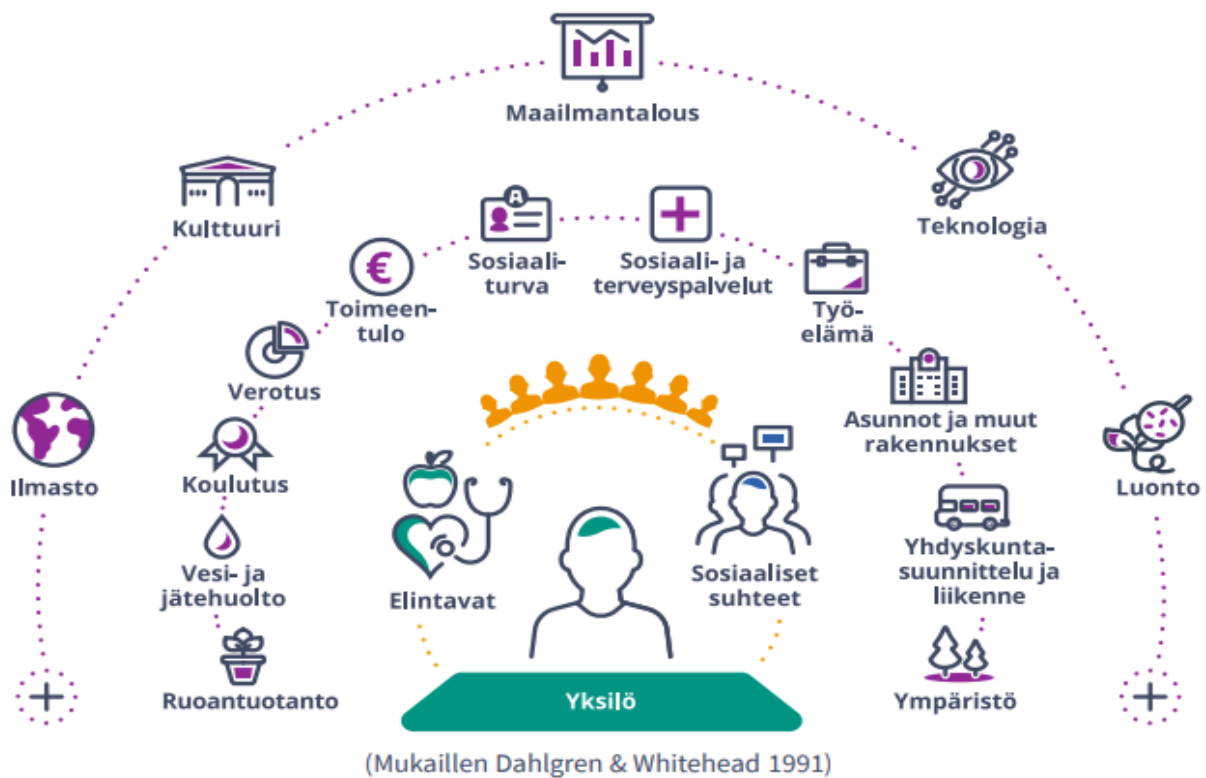 Maailmantalous
Kulttuuri
Teknologia
Sosiaali-
turva
Sosiaali- ja
terveyspalvelut
Toimeen-
tulo
Työ-
elämä
Verotus
Asunnot ja muut
rakennukset
Ilmasto
Koulutus
Luonto
Vesi- ja
jätehuolto
Elintavat
Sosiaaliset
suhteet
Yhdyskunta-
suunnittelu ja
liikenne
Ruoantuotanto
Yksilö
Ympäristö
(Mukaillen Dahlgren & Whitehead 1991)